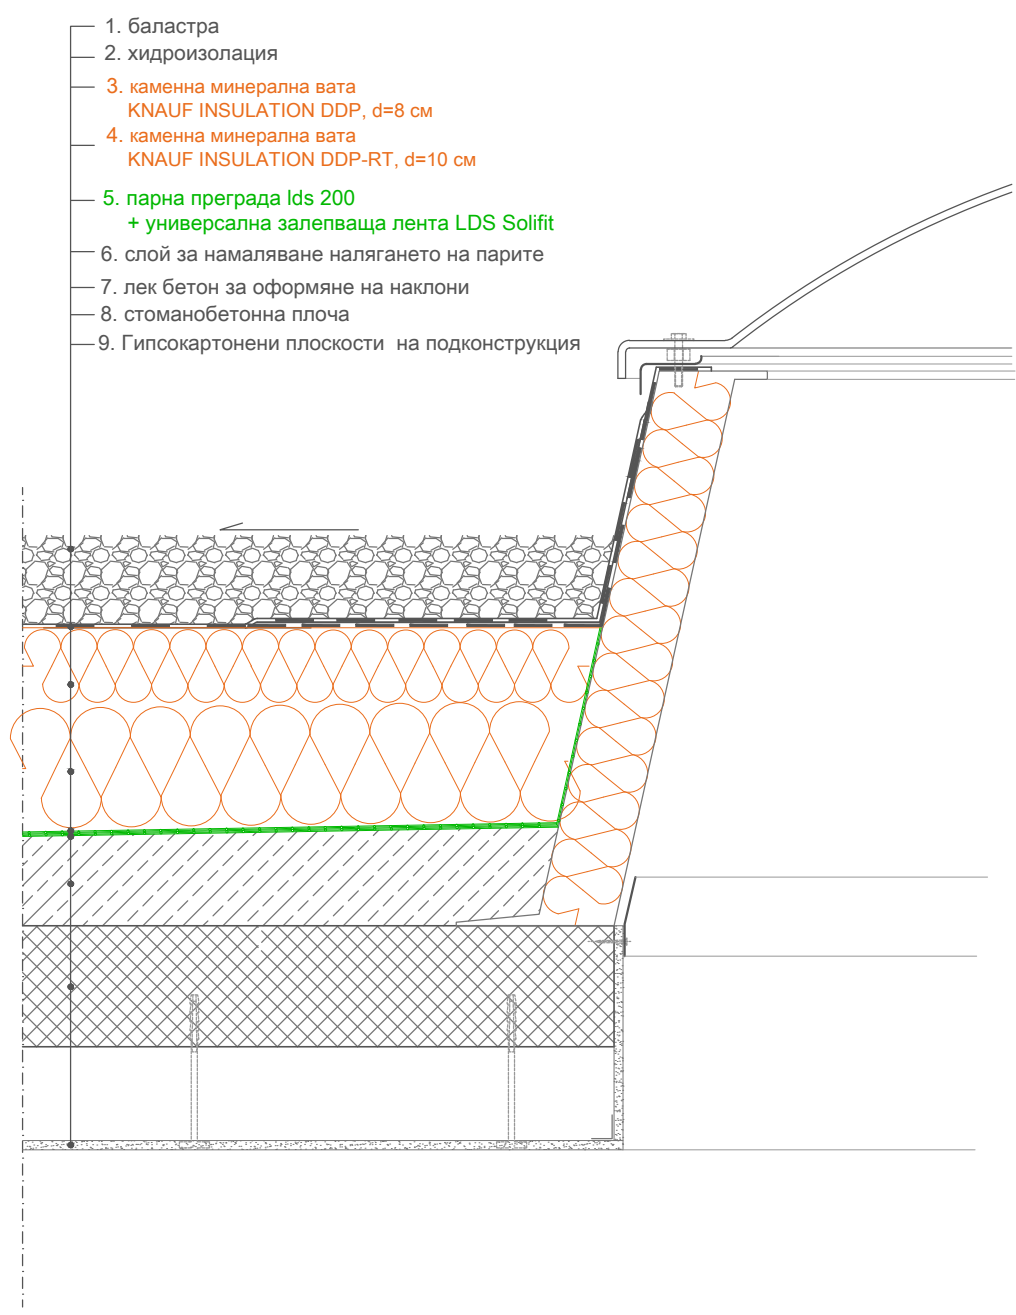 1. баластра
2. хидроизолация
3. каменна минерална вата
KNAUF INSULATION DDP, d=8 см
4. каменна минерална вата
KNAUF INSULATION DDP-RT, d=10 см
5. парна преграда lds 200
+ универсална залепваща лента LDS Solifit
6. слой за намаляване налягането на парите
7. лек бетон за оформяне на наклони
8. стоманобетонна плоча
9. Гипсокартонени плоскости на подконструкция